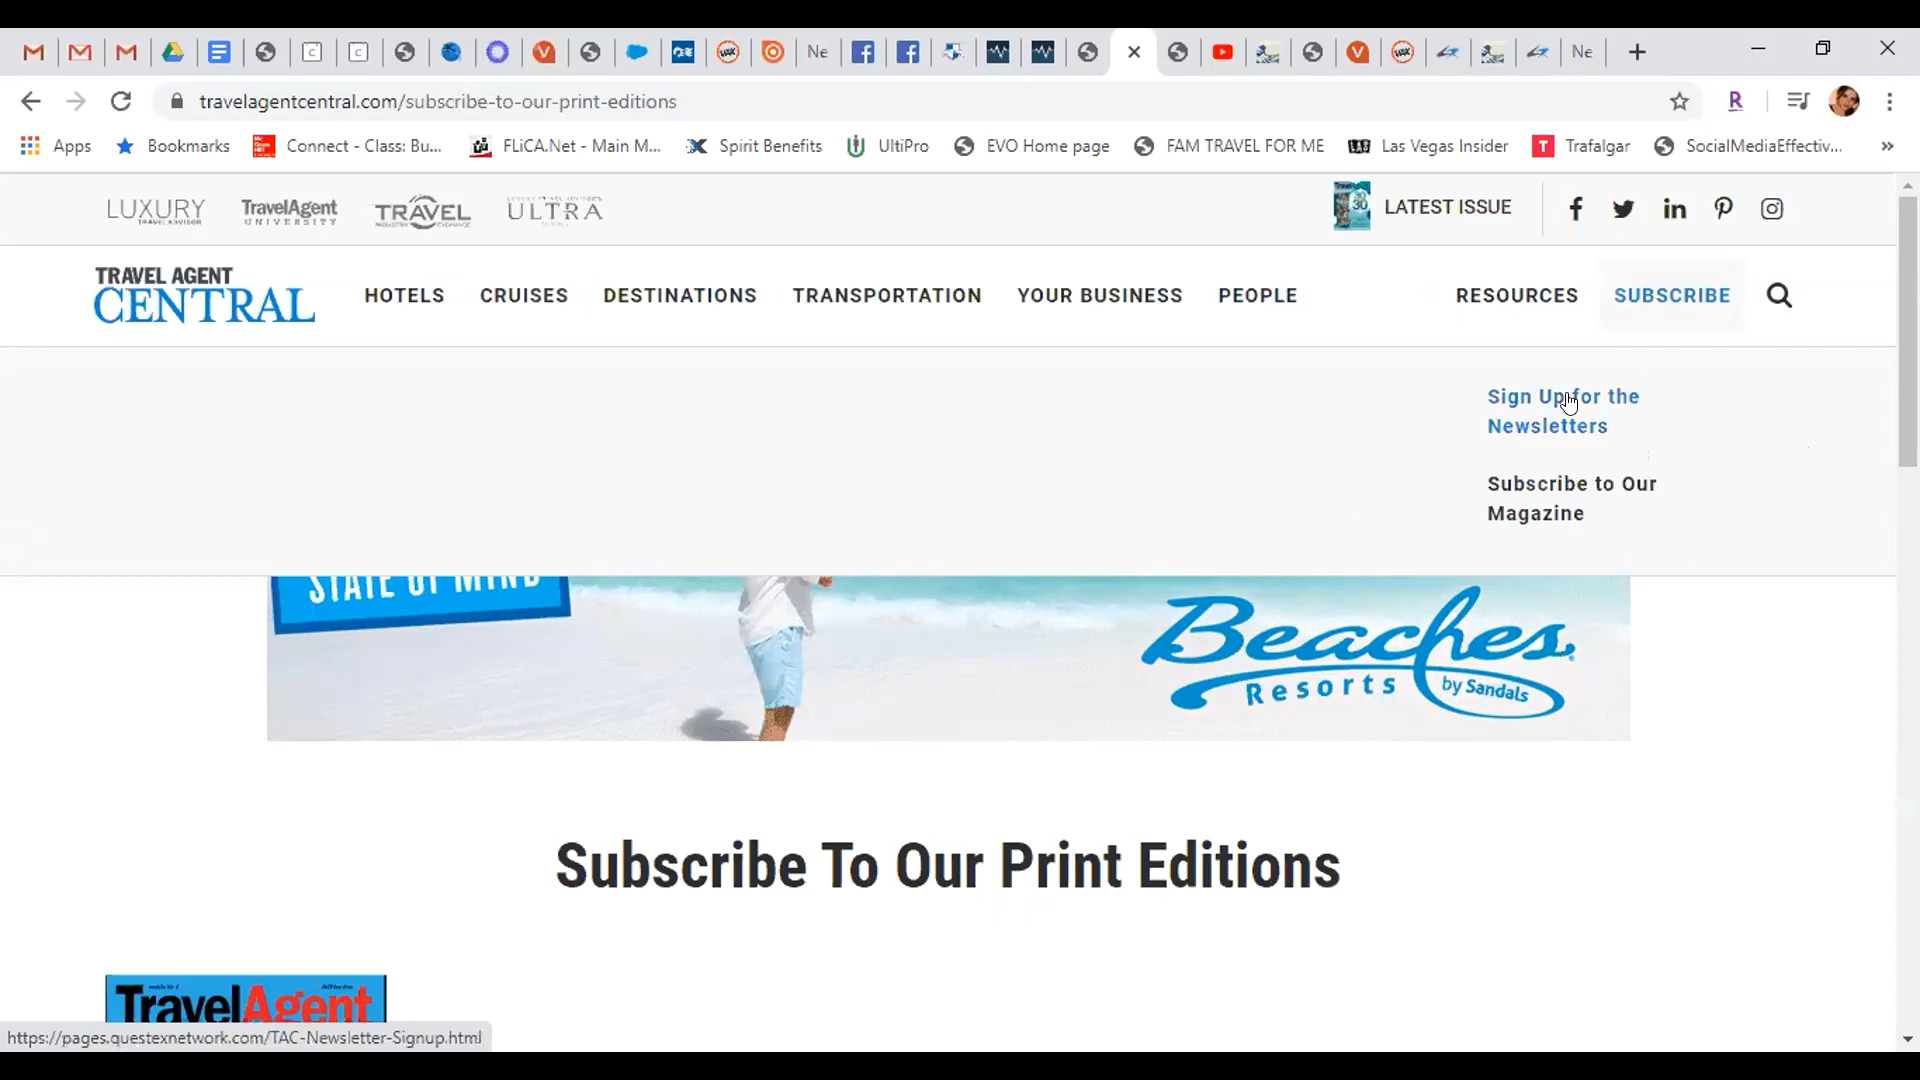 Ne
Ne
travelagentcentral.com/subscribe-to-our-print-editions
Apps
Bookmarks
Connect - Class: Bu...
FLiCA.Net - Main M...
Spirit Benefits
UltiPro
EVO Home page
FAM TRAVEL FOR ME
Las Vegas Insider
Trafalgar
SocialMediaEffectiv...
LUXURY
TRAVEL ADVISOR
TravelAgent
UNIVERSITY
TRAVEL
ULTRA
LATEST ISSUE
TRAVEL AGENT
CENTRAL
HOTELS
CRUISES
DESTINATIONS
TRANSPORTATION
YOUR BUSINESS
PEOPLE
RESOURCES
SUBSCRIBE
Sign Up for the
Newsletters
Subscribe to Our
Magazine
STATE OF MIND
Beaches
Resorts by Sandals
Subscribe To Our Print Editions
TravelAgent
https://pages.questexnetwork.com/TAC-Newsletter-Signup.html